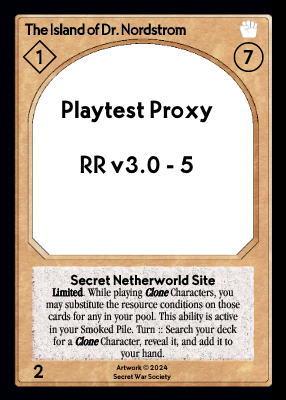 The Island of Dr. Nordstrom
1
7
Playtest Proxy
RR v3.0 - 5
Secret Netherworld Site
Limited. While playing Clone Characters, you
may substitute the resource conditions on those
cards for any in your pool. This ability is active
in your Smoked Pile. Turn :: Search your deck
for a Clone Character, reveal it, and add it to
your hand.
2
Artwork © 2024
Secret War Society